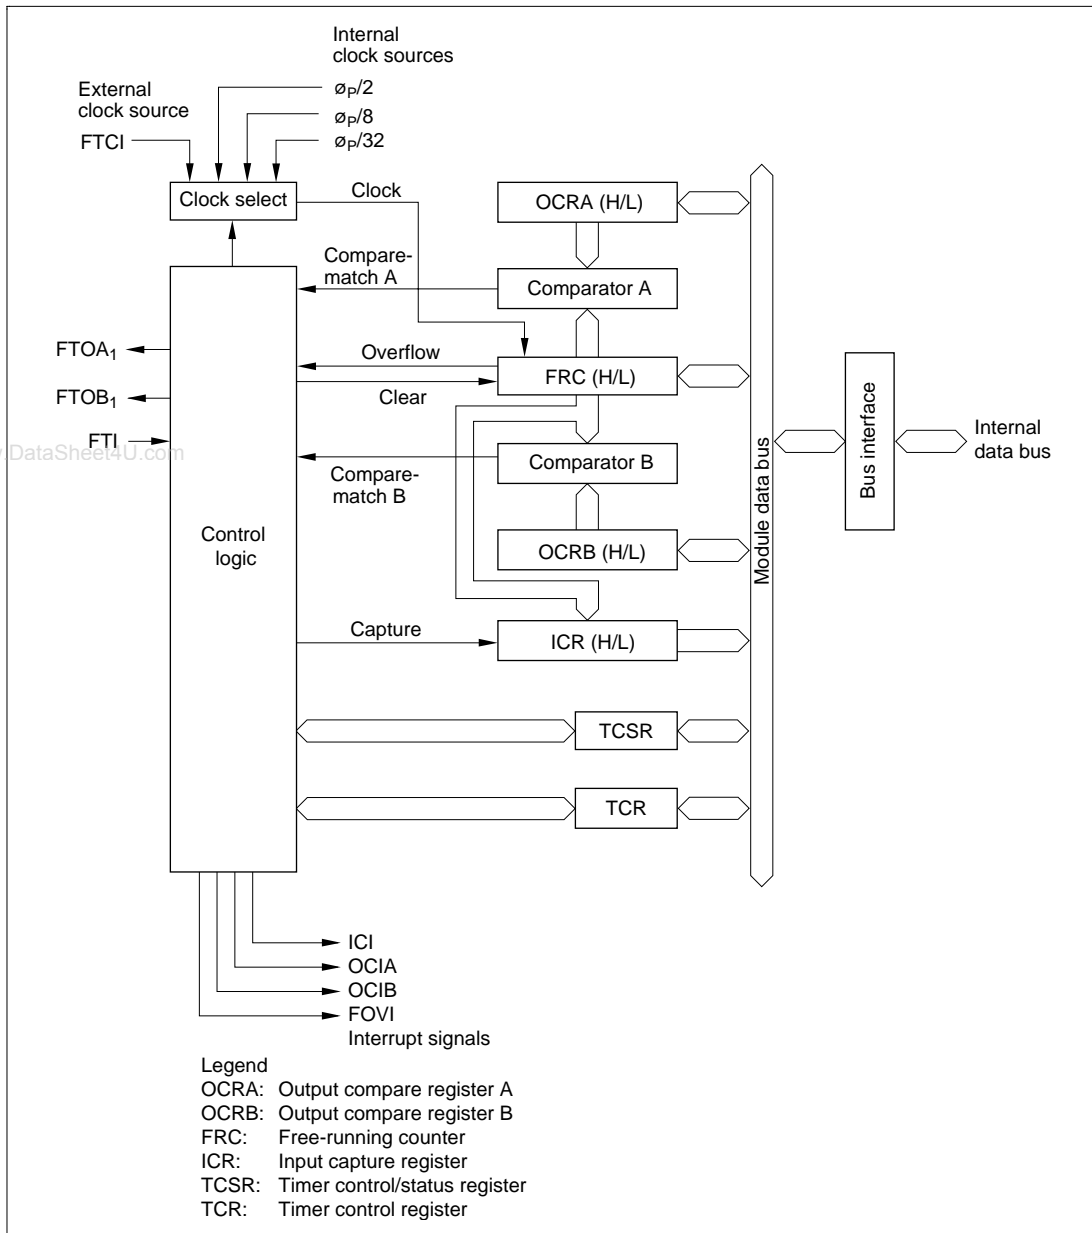 Internal
clock sources
External
clock source
øP/2
øP/8
FTCI
øP/32
Clock select
Clock
OCRA (H/L)
Compare-
match A
Comparator A
FTOA1
Overflow
FRC (H/L)
FTOB1
Clear
FTI
.DataSheet4U.com
Comparator B
Compare-
match B
Internal
data bus
Bus interface
Module data bus
Control
logic
OCRB (H/L)
Capture
ICR (H/L)
TCSR
TCR
ICI
OCIA
OCIB
FOVI
Interrupt signals
Legend
OCRA: Output compare register A
OCRB: Output compare register B
FRC: Free-running counter
ICR: Input capture register
TCSR: Timer control/status register
TCR: Timer control register